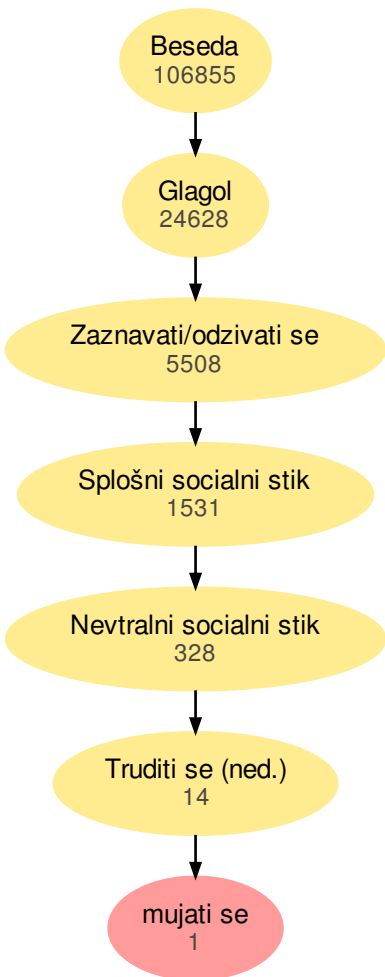 Beseda
106855
Glagol
24628
Zaznavati/odzivati se
5508
Splošni socialni stik
1531
Nevtralni socialni stik
328
Truditi se (ned.)
14
mujati se
1